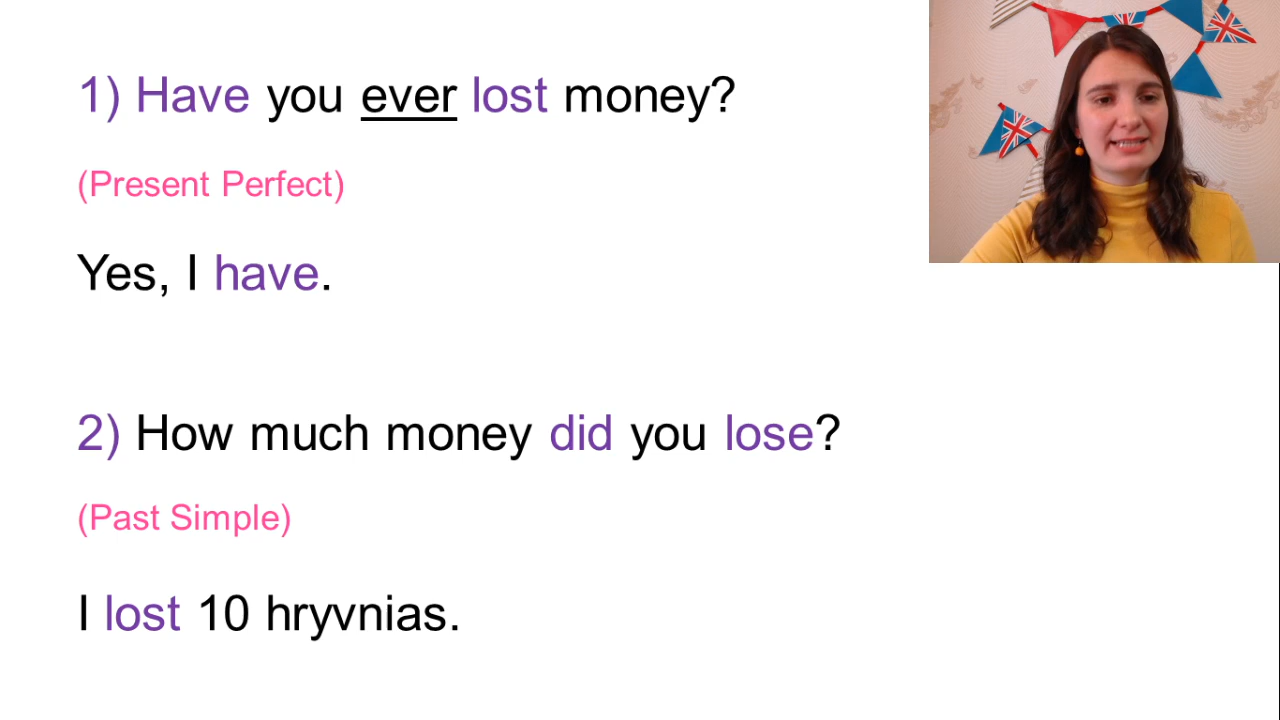 1) Have you ever lost money?
(Present Perfect)
Yes, I have.
2) How much money did you lose?
(Past Simple)
I lost 10 hryvnias.